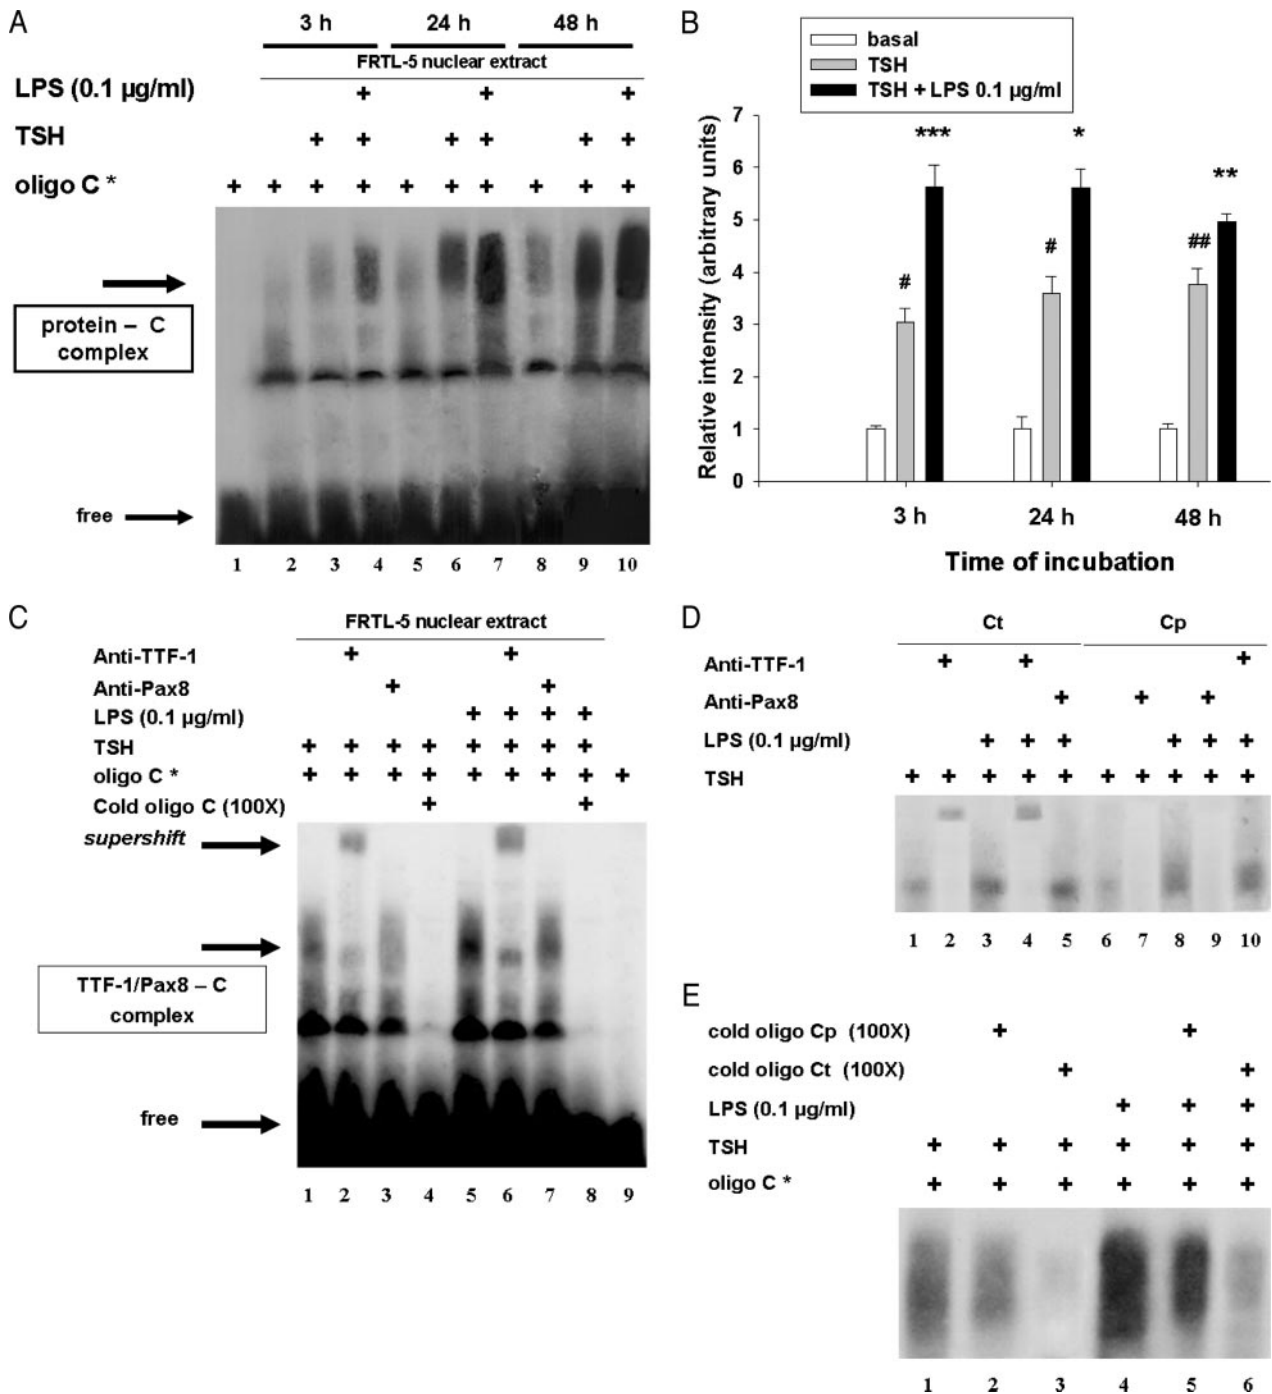 A
3 h 24 h 48 h
FRTL-5 nuclear extract
LPS (0.1 µg/ml) + + +
TSH + + + + + +
oligo C * + + + + + + + + + +
protein – C
complex
free
1 2 3 4 5 6 7 8 9 10
B
basal
TSH
TSH + LPS 0.1 µg/ml
Relative intensity (arbitrary units)
7
6
5
4
3
2
1
0
# *** # * ## **
3 h 24 h 48 h
Time of incubation
C
FRTL-5 nuclear extract
Anti-TTF-1 + +
Anti-Pax8 + +
LPS (0.1 µg/ml) + + + +
TSH + + + + + + + +
oligo C * + + + + + + + + +
Cold oligo C (100X) + +
supershift
TTF-1/Pax8 – C
complex
free
1 2 3 4 5 6 7 8 9
D
Ct Cp
Anti-TTF-1 + + +
Anti-Pax8 + + +
LPS (0.1 µg/ml) + + + + + +
TSH + + + + + + + + + +
1 2 3 4 5 6 7 8 9 10
E
cold oligo Cp (100X) + +
cold oligo Ct (100X) + +
LPS (0.1 µg/ml) + + +
TSH + + + + + +
oligo C * + + + + + +
1 2 3 4 5 6